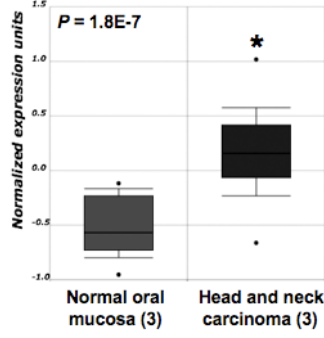 Normalized expression units
1.5
1.0
0.5
0.0
-0.5
-1.0
P = 1.8E-7
*
Normal oral
mucosa (3)
Head and neck
carcinoma (3)